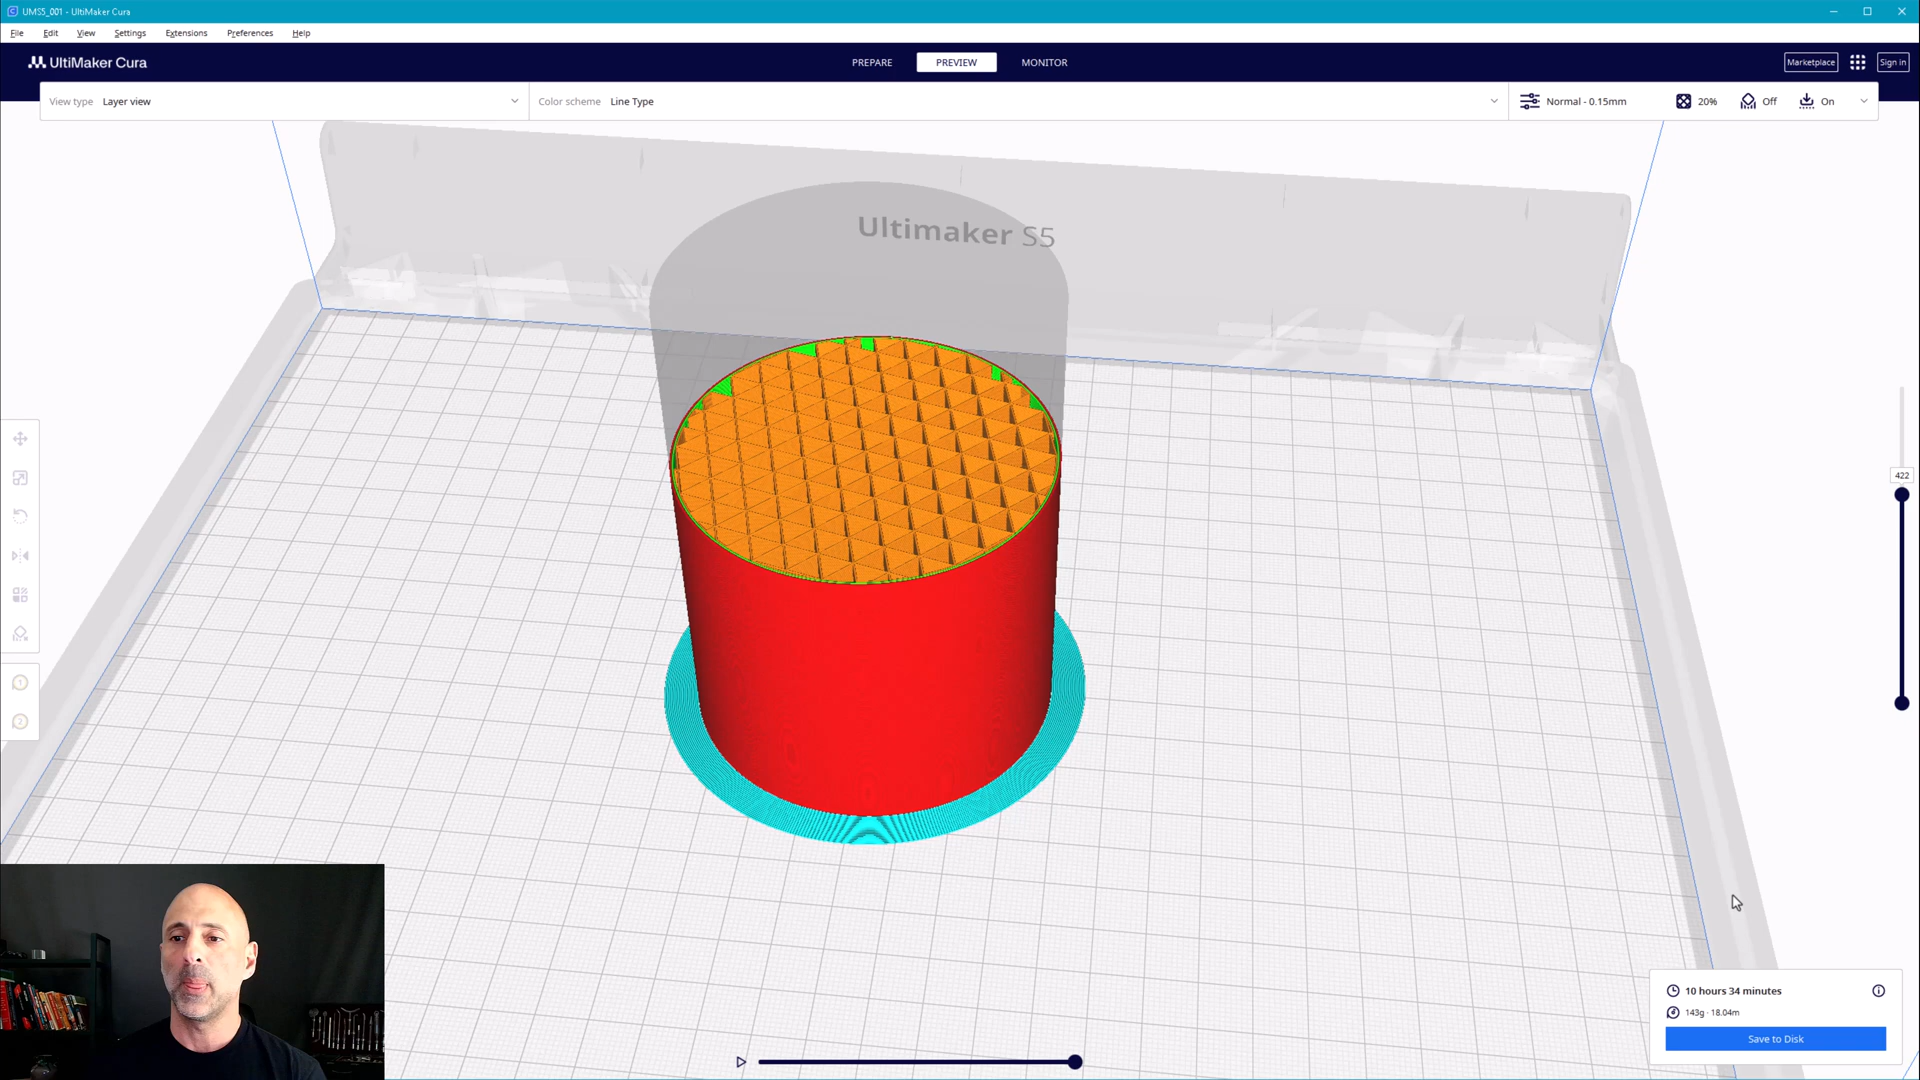 UMS5_001 - UltiMaker Cura
File Edit View Settings Extensions Preferences Help
UltiMaker Cura
PREPARE PREVIEW MONITOR
Marketplace Sign in
View type Layer view
Color scheme Line Type
Normal - 0.15mm 20% Off On
Ultimaker S5
422
1
2
10 hours 34 minutes
143g · 18.04m
Save to Disk